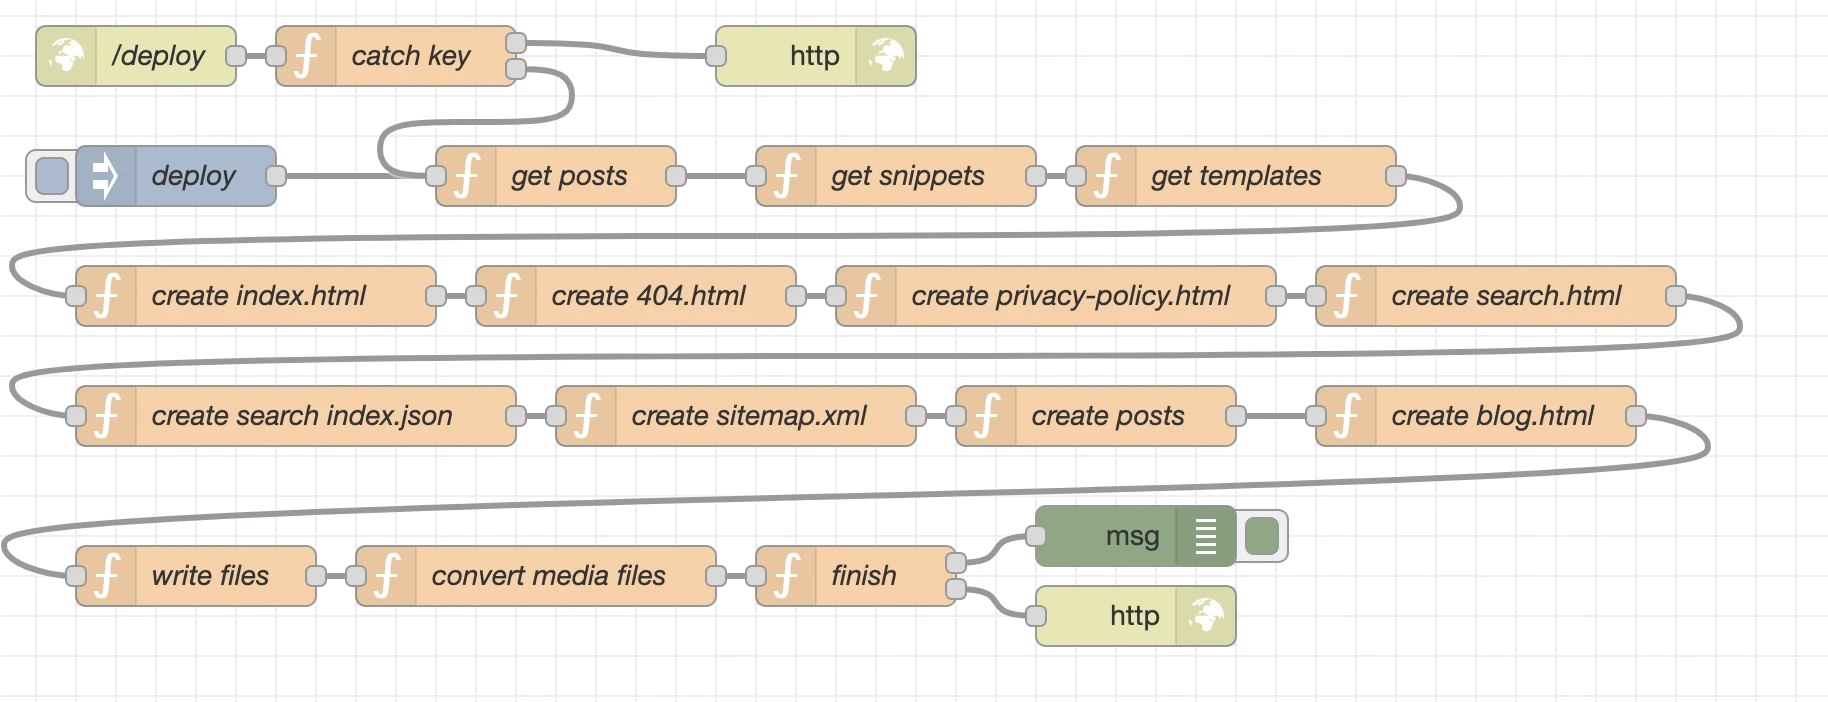 /deploy catch key http
deploy get posts get snippets get templates
create index.html create 404.html create privacy-policy.html create search.html
create search index.json create sitemap.xml create posts create blog.html
msg
write files convert media files finish
http